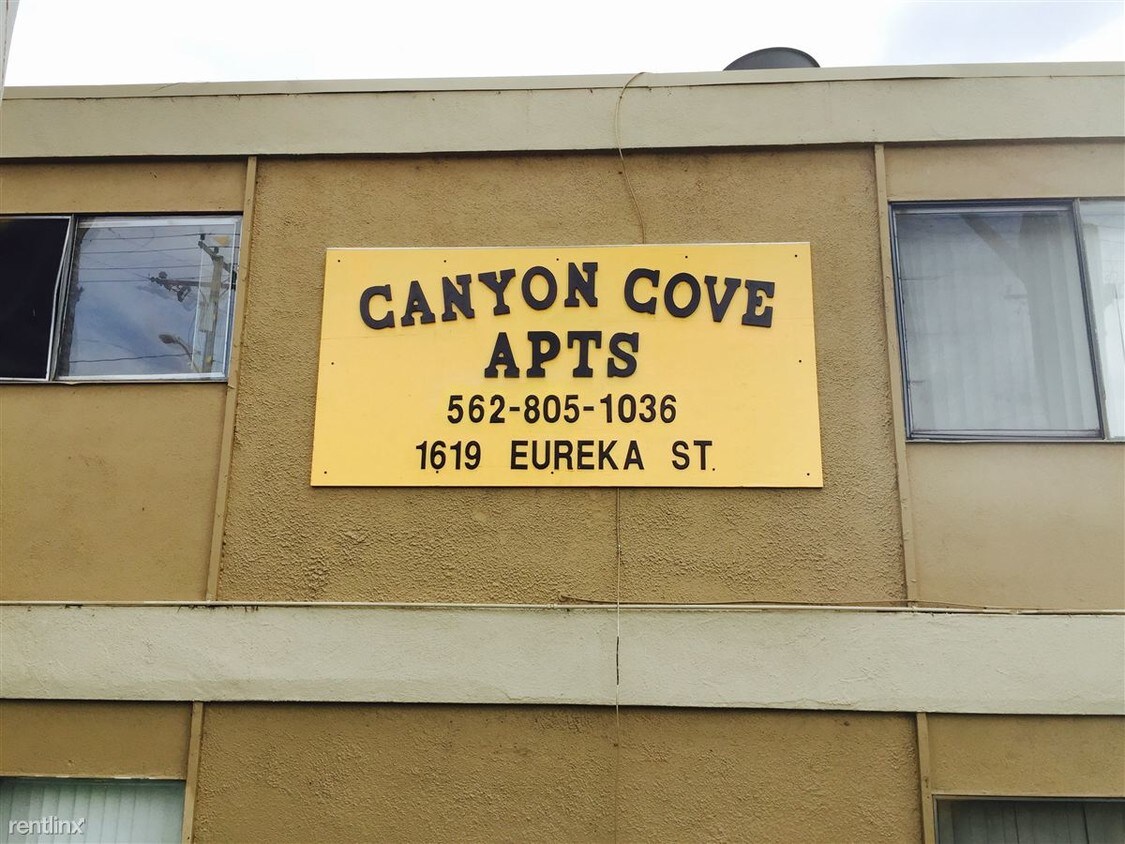 CANYON COVE
APTS
562-805-1036
1619 EUREKA ST.
rentlinx